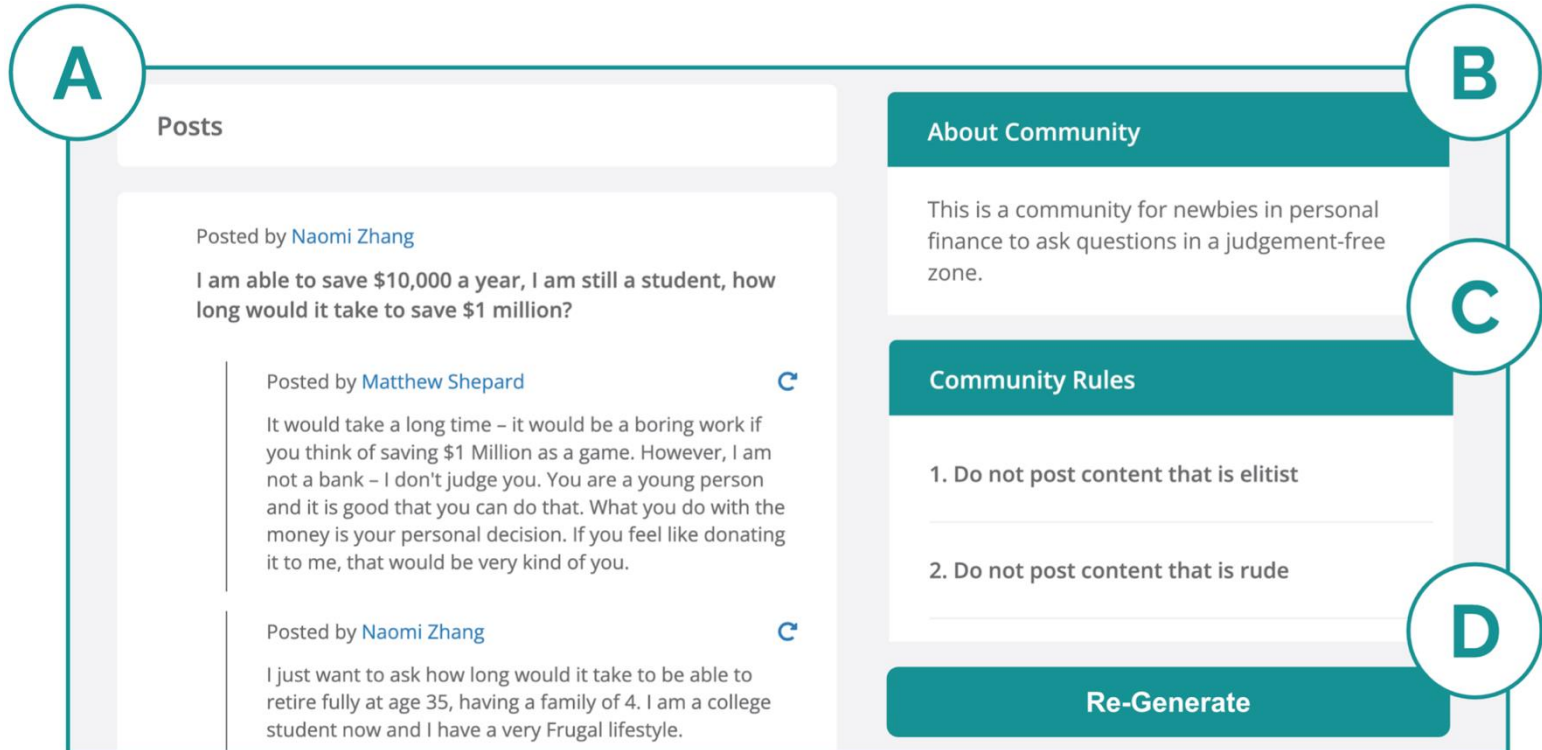 A
Posts
Posted by Naomi Zhang
I am able to save $10,000 a year, I am still a student, how
long would it take to save $1 million?
Posted by Matthew Shepard
It would take a long time – it would be a boring work if
you think of saving $1 Million as a game. However, I am
not a bank – I don't judge you. You are a young person
and it is good that you can do that. What you do with the
money is your personal decision. If you feel like donating
it to me, that would be very kind of you.
Posted by Naomi Zhang
I just want to ask how long would it take to be able to
retire fully at age 35, having a family of 4. I am a college
student now and I have a very Frugal lifestyle.
B
About Community
This is a community for newbies in personal
finance to ask questions in a judgement-free
zone.
C
Community Rules
1. Do not post content that is elitist
2. Do not post content that is rude
D
Re-Generate